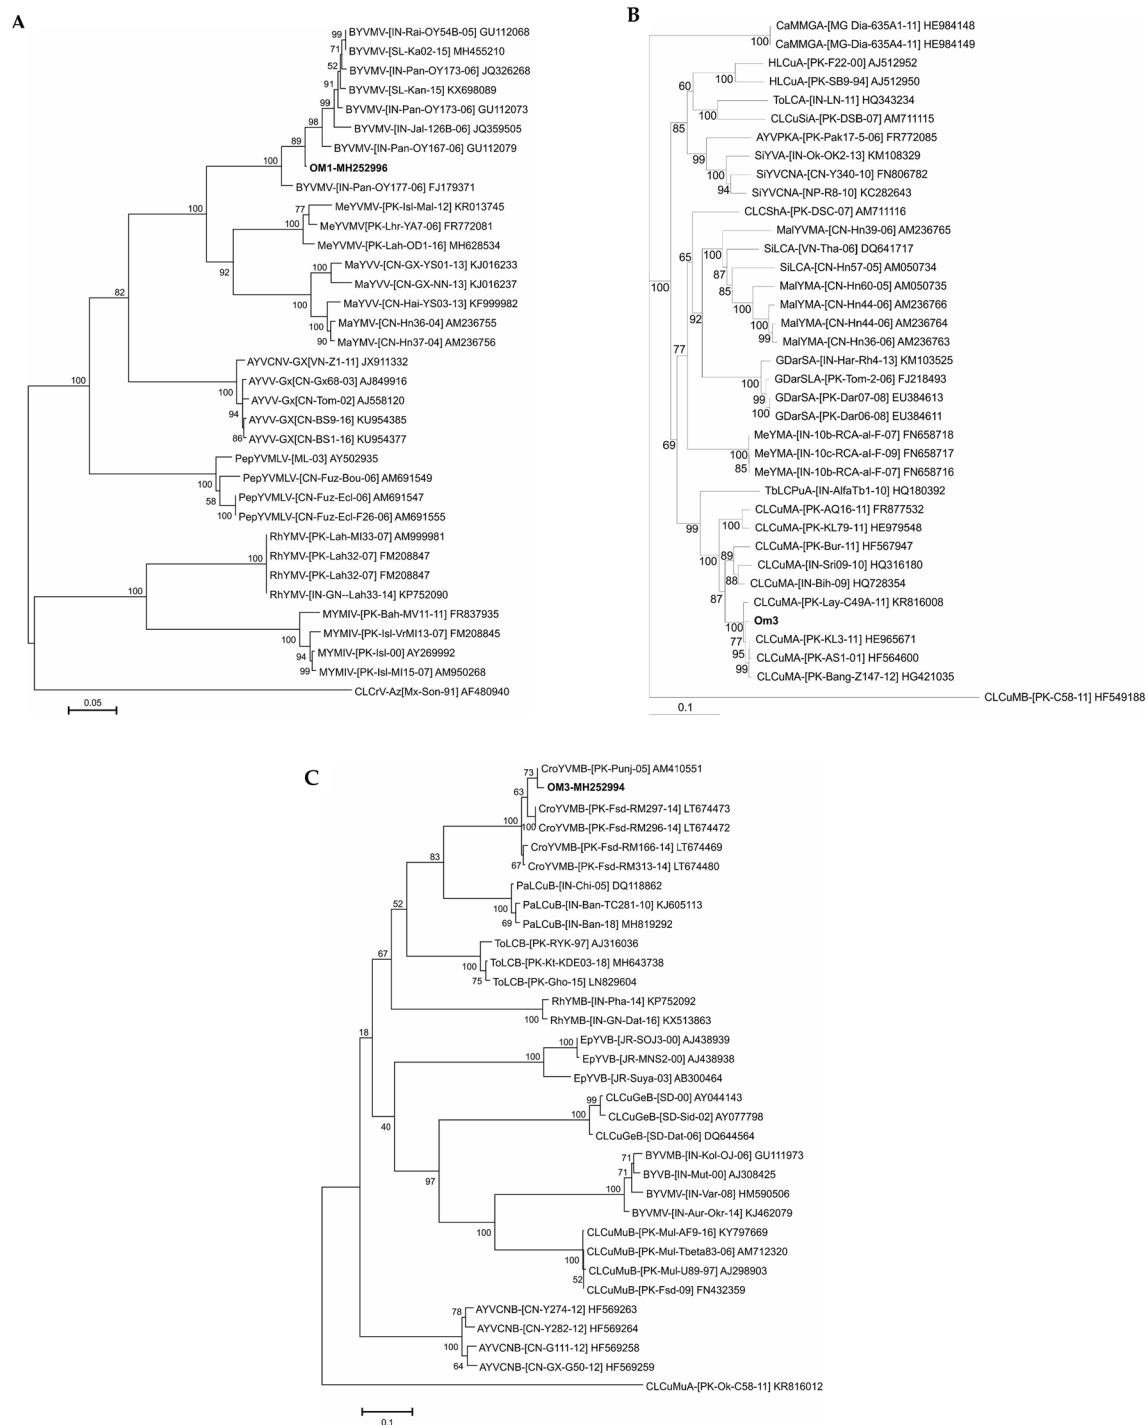 A
BYVMV-[IN-Rai-OY54B-05] GU112068
BYVMV-[SL-Ka02-15] MH455210
BYVMV-[IN-Pan-OY173-06] JQ326268
BYVMV-[SL-Kan-15] KX698089
BYVMV-[IN-Pan-OY173-06] GU112073
BYVMV-[IN-Jal-126B-06] JQ359505
BYVMV-[IN-Pan-OY167-06] GU112079
OM1-MH252996
BYVMV-[IN-Pan-OY177-06] FJ179371
MeYVMV-[PK-Isl-Mal-12] KR013745
MeYVMV[PK-Lhr-YA7-06] FR772081
MeYVMV-[PK-Lah-OD1-16] MH628534
MaYVV-[CN-GX-YS01-13] KJ016233
MaYVV-[CN-GX-NN-13] KJ016237
MaYVV-[CN-Hai-YS03-13] KF999982
MaYMV-[CN-Hn36-04] AM236755
MaYMV-[CN-Hn37-04] AM236756
AYVCNV-GX[VN-Z1-11] JX911332
AYVV-Gx[CN-Gx68-03] AJ849916
AYVV-Gx[CN-Tom-02] AJ558120
AYVV-GX[CN-BS9-16] KU954385
AYVV-GX[CN-BS1-16] KU954377
PepYVMLV-[ML-03] AY502935
PepYVMLV-[CN-Fuz-Bou-06] AM691549
PepYVMLV-[CN-Fuz-Ecl-06] AM691547
PepYVMLV-[CN-Fuz-Ecl-F26-06] AM691555
RhYMV-[PK-Lah-MI33-07] AM999981
RhYMV-[PK-Lah32-07] FM208847
RhYMV-[PK-Lah32-07] FM208847
RhYMV-[IN-GN--Lah33-14] KP752090
MYMIV-[PK-Bah-MV11-11] FR837935
MYMIV-[PK-Isl-VrMI13-07] FM208845
MYMIV-[PK-Isl-00] AY269992
MYMIV-[PK-Isl-MI15-07] AM950268
CLCrV-Az[Mx-Son-91] AF480940
99
71
52
91
99
98
89
100
100
77
100
92
100
100
100
90
82
100
94
86
100
100
58
100
100
100
100
94
99
0.05
B
CaMMGA-[MG Dia-635A1-11] HE984148
CaMMGA-[MG-Dia-635A4-11] HE984149
HLCuA-[PK-F22-00] AJ512952
HLCuA-[PK-SB9-94] AJ512950
ToLCA-[IN-LN-11] HQ343234
CLCuSiA-[PK-DSB-07] AM711115
AYVPKA-[PK-Pak17-5-06] FR772085
SiYVA-[IN-Ok-OK2-13] KM108329
SiYVCNA-[CN-Y340-10] FN806782
SiYVCNA-[NP-R8-10] KC282643
CLCShA-[PK-DSC-07] AM711116
MalYVMA-[CN-Hn39-06] AM236765
SiLCA-[VN-Tha-06] DQ641717
SiLCA-[CN-Hn57-05] AM050734
MalYMA-[CN-Hn60-05] AM050735
MalYMA-[CN-Hn44-06] AM236766
MalYMA-[CN-Hn44-06] AM236764
MalYMA-[CN-Hn36-06] AM236763
GDarSA-[IN-Har-Rh4-13] KM103525
GDarSLA-[PK-Tom-2-06] FJ218493
GDarSA-[PK-Dar07-08] EU384613
GDarSA-[PK-Dar06-08] EU384611
MeYMA-[IN-10b-RCA-al-F-07] FN658718
MeYMA-[IN-10c-RCA-al-F-09] FN658717
MeYMA-[IN-10b-RCA-al-F-07] FN658716
TbLCPuA-[IN-AlfaTb1-10] HQ180392
CLCuMA-[PK-AQ16-11] FR877532
CLCuMA-[PK-KL79-11] HE979548
CLCuMA-[PK-Bur-11] HF567947
CLCuMA-[IN-Sri09-10] HQ316180
CLCuMA-[IN-Bih-09] HQ728354
CLCuMA-[PK-Lay-C49A-11] KR816008
Om3
CLCuMA-[PK-KL3-11] HE965671
CLCuMA-[PK-AS1-01] HF564600
CLCuMA-[PK-Bang-Z147-12] HG421035
CLCuMB-[PK-C58-11] HF549188
100
100
60
100
85
99
100
94
65
100
87
85
100
99
92
100
99
100
100
77
100
85
69
99
100
100
89
88
87
100
77
95
99
0.1
C
CroYVMB-[PK-Punj-05] AM410551
OM3-MH252994
CroYVMB-[PK-Fsd-RM297-14] LT674473
CroYVMB-[PK-Fsd-RM296-14] LT674472
CroYVMB-[PK-Fsd-RM166-14] LT674469
CroYVMB-[PK-Fsd-RM313-14] LT674480
PaLCuB-[IN-Chi-05] DQ118862
PaLCuB-[IN-Ban-TC281-10] KJ605113
PaLCuB-[IN-Ban-18] MH819292
ToLCB-[PK-RYK-97] AJ316036
ToLCB-[PK-Kt-KDE03-18] MH643738
ToLCB-[PK-Gho-15] LN829604
RhYMB-[IN-Pha-14] KP752092
RhYMB-[IN-GN-Dat-16] KX513863
EpYVB-[JR-SOJ3-00] AJ438939
EpYVB-[JR-MNS2-00] AJ438938
EpYVB-[JR-Suya-03] AB300464
CLCuGeB-[SD-00] AY044143
CLCuGeB-[SD-Sid-02] AY077798
CLCuGeB-[SD-Dat-06] DQ644564
BYVMB-[IN-Kol-OJ-06] GU111973
BYVB-[IN-Mut-00] AJ308425
BYVMV-[IN-Var-08] HM590506
BYVMV-[IN-Aur-Okr-14] KJ462079
CLCuMuB-[PK-Mul-AF9-16] KY797669
CLCuMuB-[PK-Mul-Tbeta83-06] AM712320
CLCuMuB-[PK-Mul-U89-97] AJ298903
CLCuMuB-[PK-Fsd-09] FN432359
AYVCNB-[CN-Y274-12] HF569263
AYVCNB-[CN-Y282-12] HF569264
AYVCNB-[CN-G111-12] HF569258
AYVCNB-[CN-GX-G50-12] HF569259
CLCuMuA-[PK-Ok-C58-11] KR816012
73
63
100
100
67
83
100
69
52
100
75
67
100
18
100
100
99
100
40
71
71
100
97
100
100
52
78
100
64
0.1